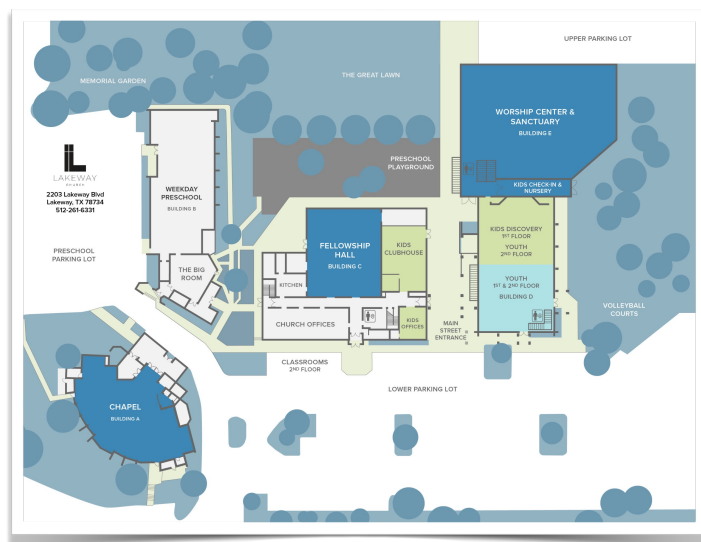 UPPER PARKING LOT
MEMORIAL GARDEN
THE GREAT LAWN
WORSHIP CENTER &
SANCTUARY
BUILDING E
LAKEWAY
CHURCH
2203 Lakeway Blvd
Lakeway, TX 78734
512-261-6331
PRESCHOOL
PLAYGROUND
WEEKDAY
PRESCHOOL
BUILDING B
KIDS CHECK-IN &
NURSERY
KIDS DISCOVERY
1ST FLOOR
YOUTH
2ND FLOOR
PRESCHOOL
PARKING LOT
FELLOWSHIP
HALL
BUILDING C
KIDS
CLUBHOUSE
THE BIG
ROOM
KITCHEN
YOUTH
1ST & 2ND FLOOR
BUILDING D
VOLLEYBALL
COURTS
CHURCH OFFICES
KIDS
OFFICES
MAIN
STREET
ENTRANCE
CLASSROOMS
2ND FLOOR
LOWER PARKING LOT
CHAPEL
BUILDING A